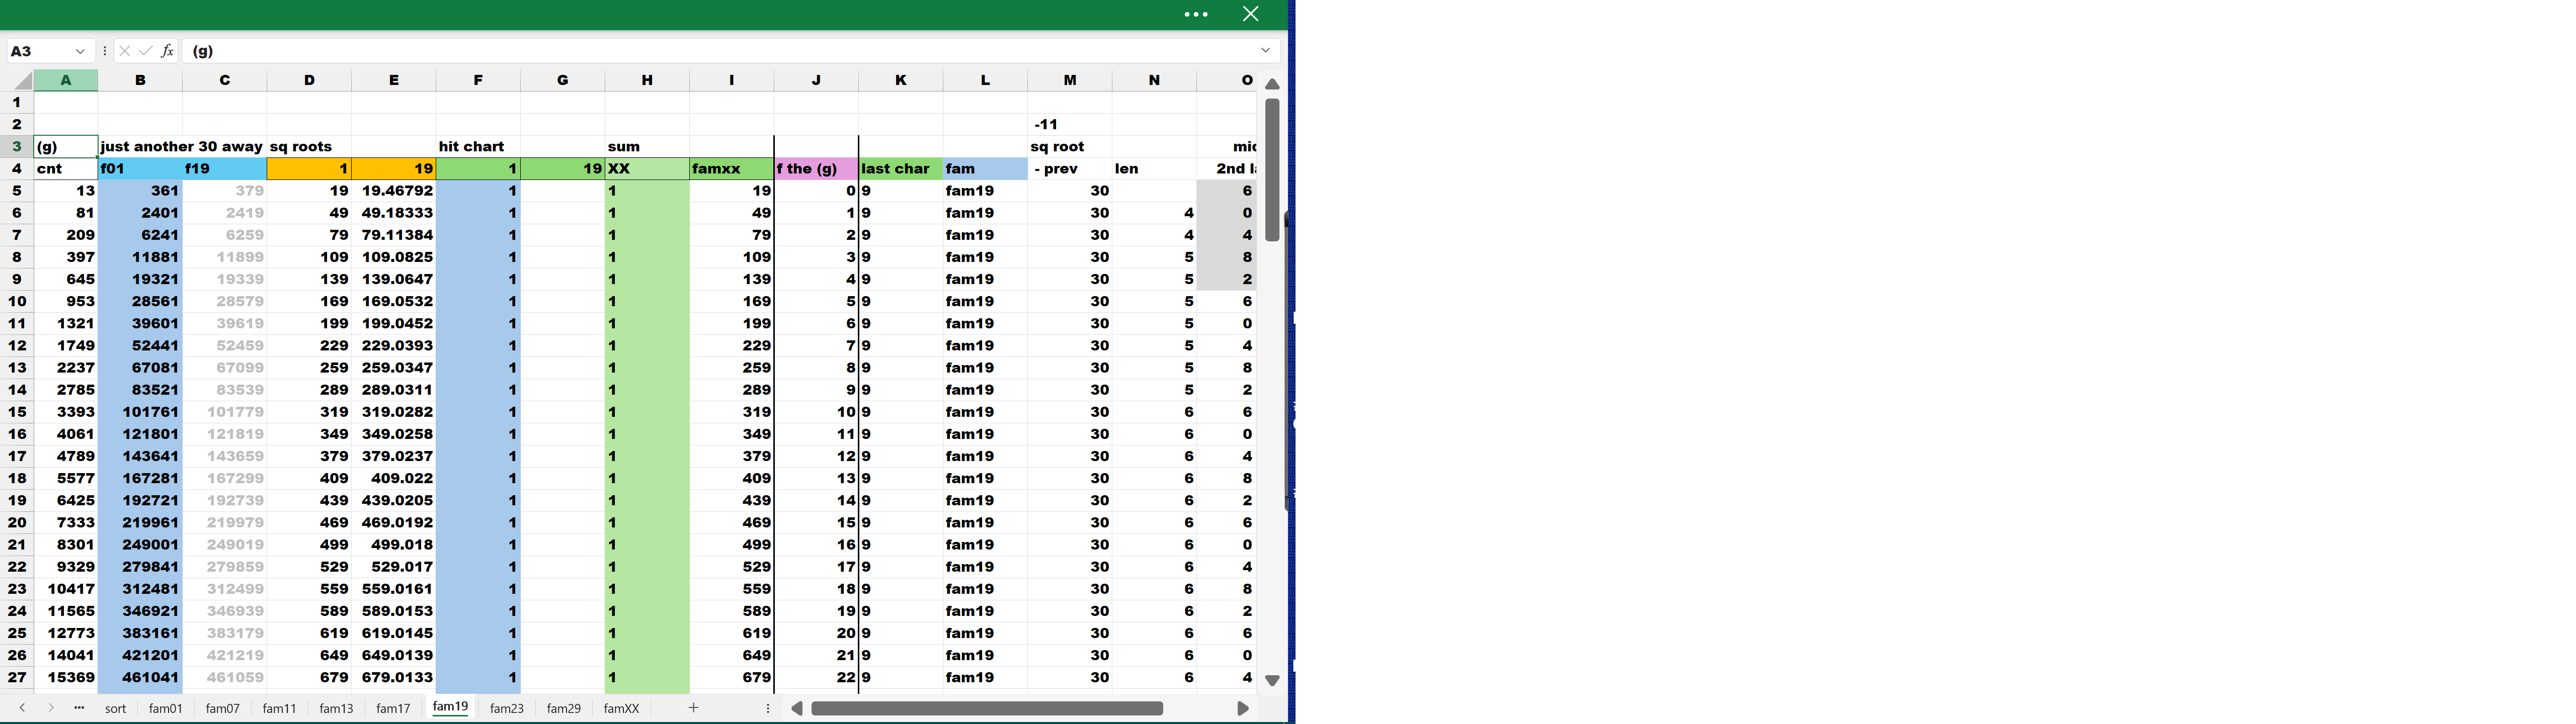 A3 fx (g)
A B C D E F G H I J K L M N O
1
2 -11
3 (g) just another 30 away sq roots hit chart sum sq root
4 cnt f01 f19 1 19 1 19 XX famxx f the (g) last char fam - prev len 2nd
5 13 361 379 19 19.46792 1 1 19 0 9 fam19 30 6
6 81 2401 2419 49 49.18333 1 1 49 1 9 fam19 30 4 0
7 209 6241 6259 79 79.11384 1 1 79 2 9 fam19 30 4 4
8 397 11881 11899 109 109.0825 1 1 109 3 9 fam19 30 5 8
9 645 19321 19339 139 139.0647 1 1 139 4 9 fam19 30 5 2
10 953 28561 28579 169 169.0532 1 1 169 5 9 fam19 30 5 6
11 1321 39601 39619 199 199.0452 1 1 199 6 9 fam19 30 5 0
12 1749 52441 52459 229 229.0393 1 1 229 7 9 fam19 30 5 4
13 2237 67081 67099 259 259.0347 1 1 259 8 9 fam19 30 5 8
14 2785 83521 83539 289 289.0311 1 1 289 9 9 fam19 30 5 2
15 3393 101761 101779 319 319.0282 1 1 319 10 9 fam19 30 6 6
16 4061 121801 121819 349 349.0258 1 1 349 11 9 fam19 30 6 0
17 4789 143641 143659 379 379.0237 1 1 379 12 9 fam19 30 6 4
18 5577 167281 167299 409 409.022 1 1 409 13 9 fam19 30 6 8
19 6425 192721 192739 439 439.0205 1 1 439 14 9 fam19 30 6 2
20 7333 219961 219979 469 469.0192 1 1 469 15 9 fam19 30 6 6
21 8301 249001 249019 499 499.018 1 1 499 16 9 fam19 30 6 0
22 9329 279841 279859 529 529.017 1 1 529 17 9 fam19 30 6 4
23 10417 312481 312499 559 559.0161 1 1 559 18 9 fam19 30 6 8
24 11565 346921 346939 589 589.0153 1 1 589 19 9 fam19 30 6 2
25 12773 383161 383179 619 619.0145 1 1 619 20 9 fam19 30 6 6
26 14041 421201 421219 649 649.0139 1 1 649 21 9 fam19 30 6 0
27 15369 461041 461059 679 679.0133 1 1 679 22 9 fam19 30 6 4
sort fam01 fam07 fam11 fam13 fam17 fam19 fam23 fam29 famXX